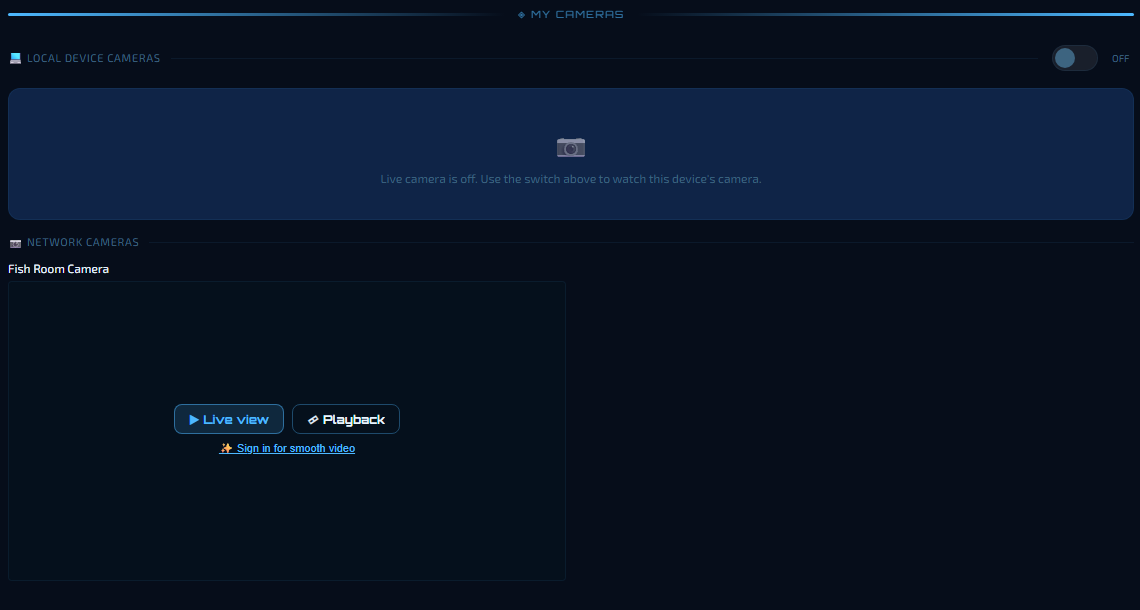 MY CAMERAS
LOCAL DEVICE CAMERAS
OFF
Live camera is off. Use the switch above to watch this device's camera.
NETWORK CAMERAS
Fish Room Camera
Live view
Playback
Sign in for smooth video